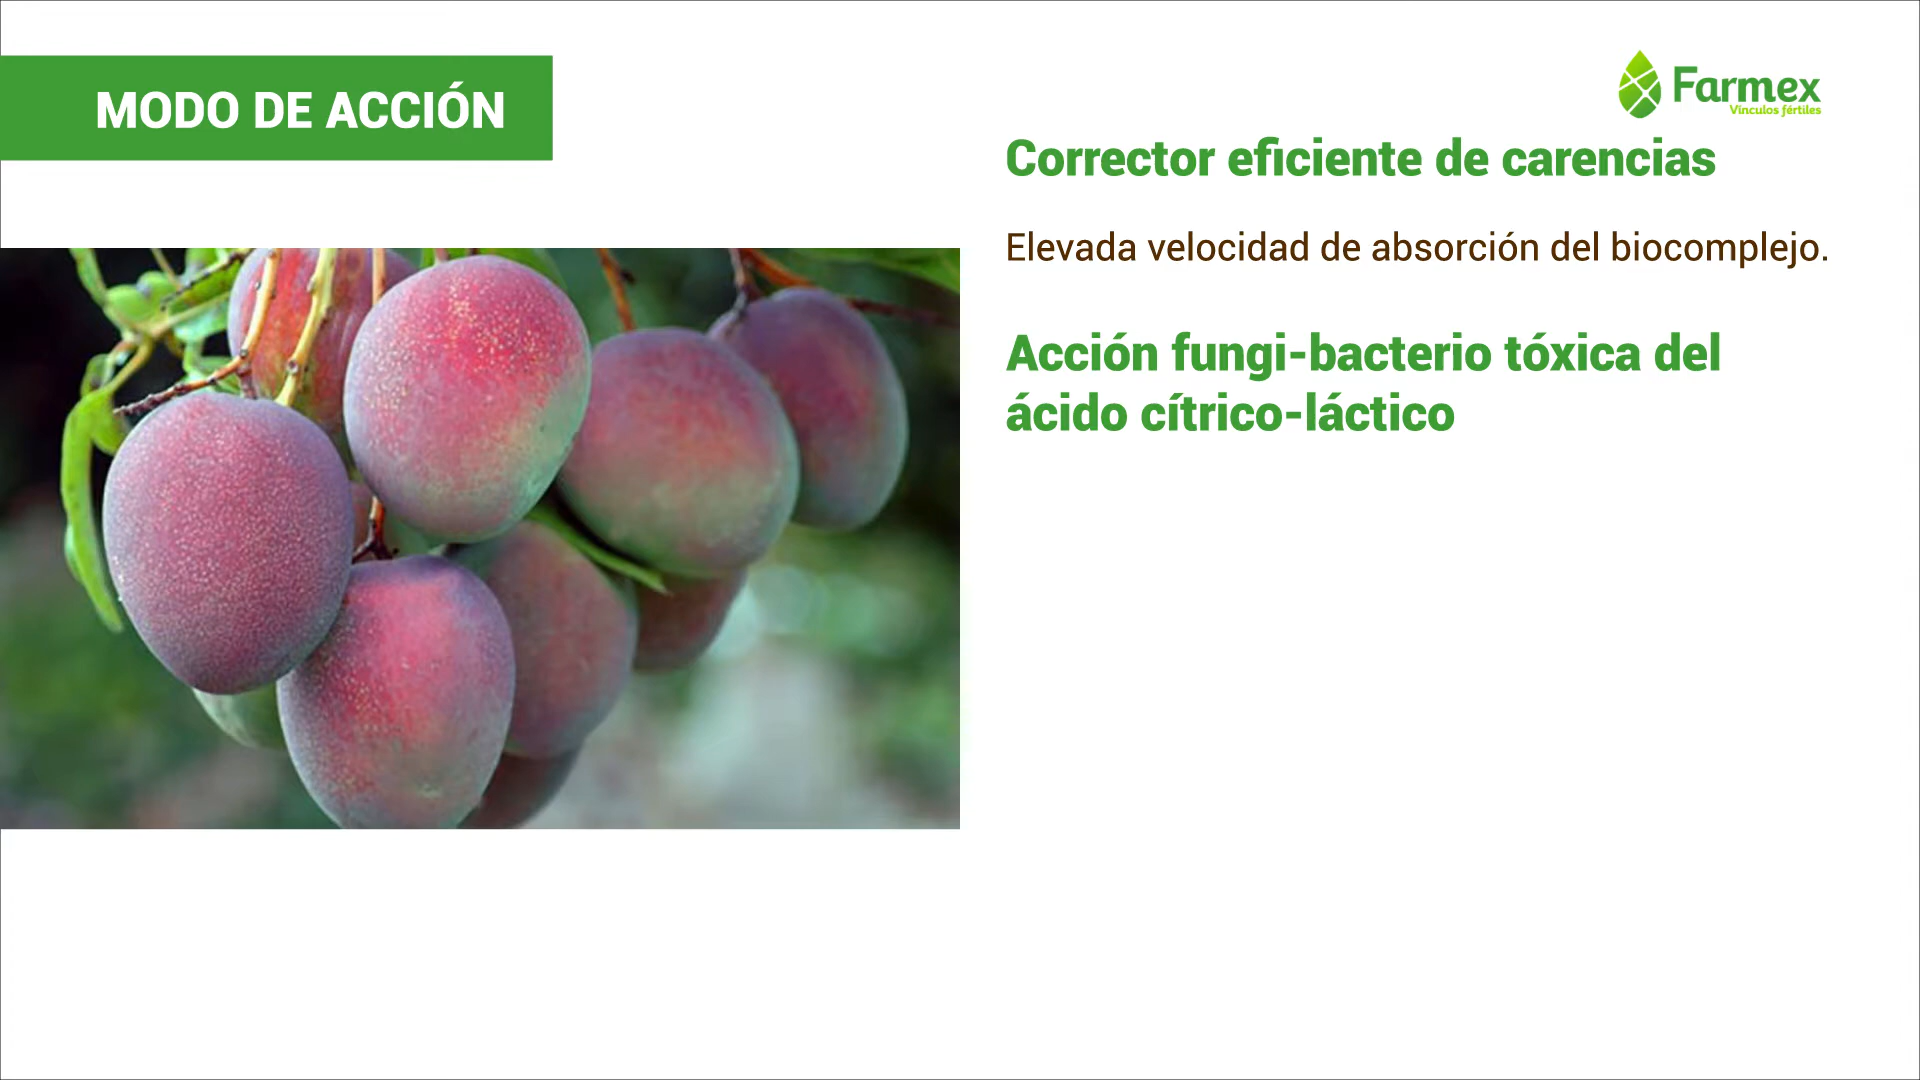 MODO DE ACCIÓN
Farmex
Vínculos fértiles
Corrector eficiente de carencias
Elevada velocidad de absorción del biocomplejo.
Acción fungi-bacterio tóxica del
ácido cítrico-láctico